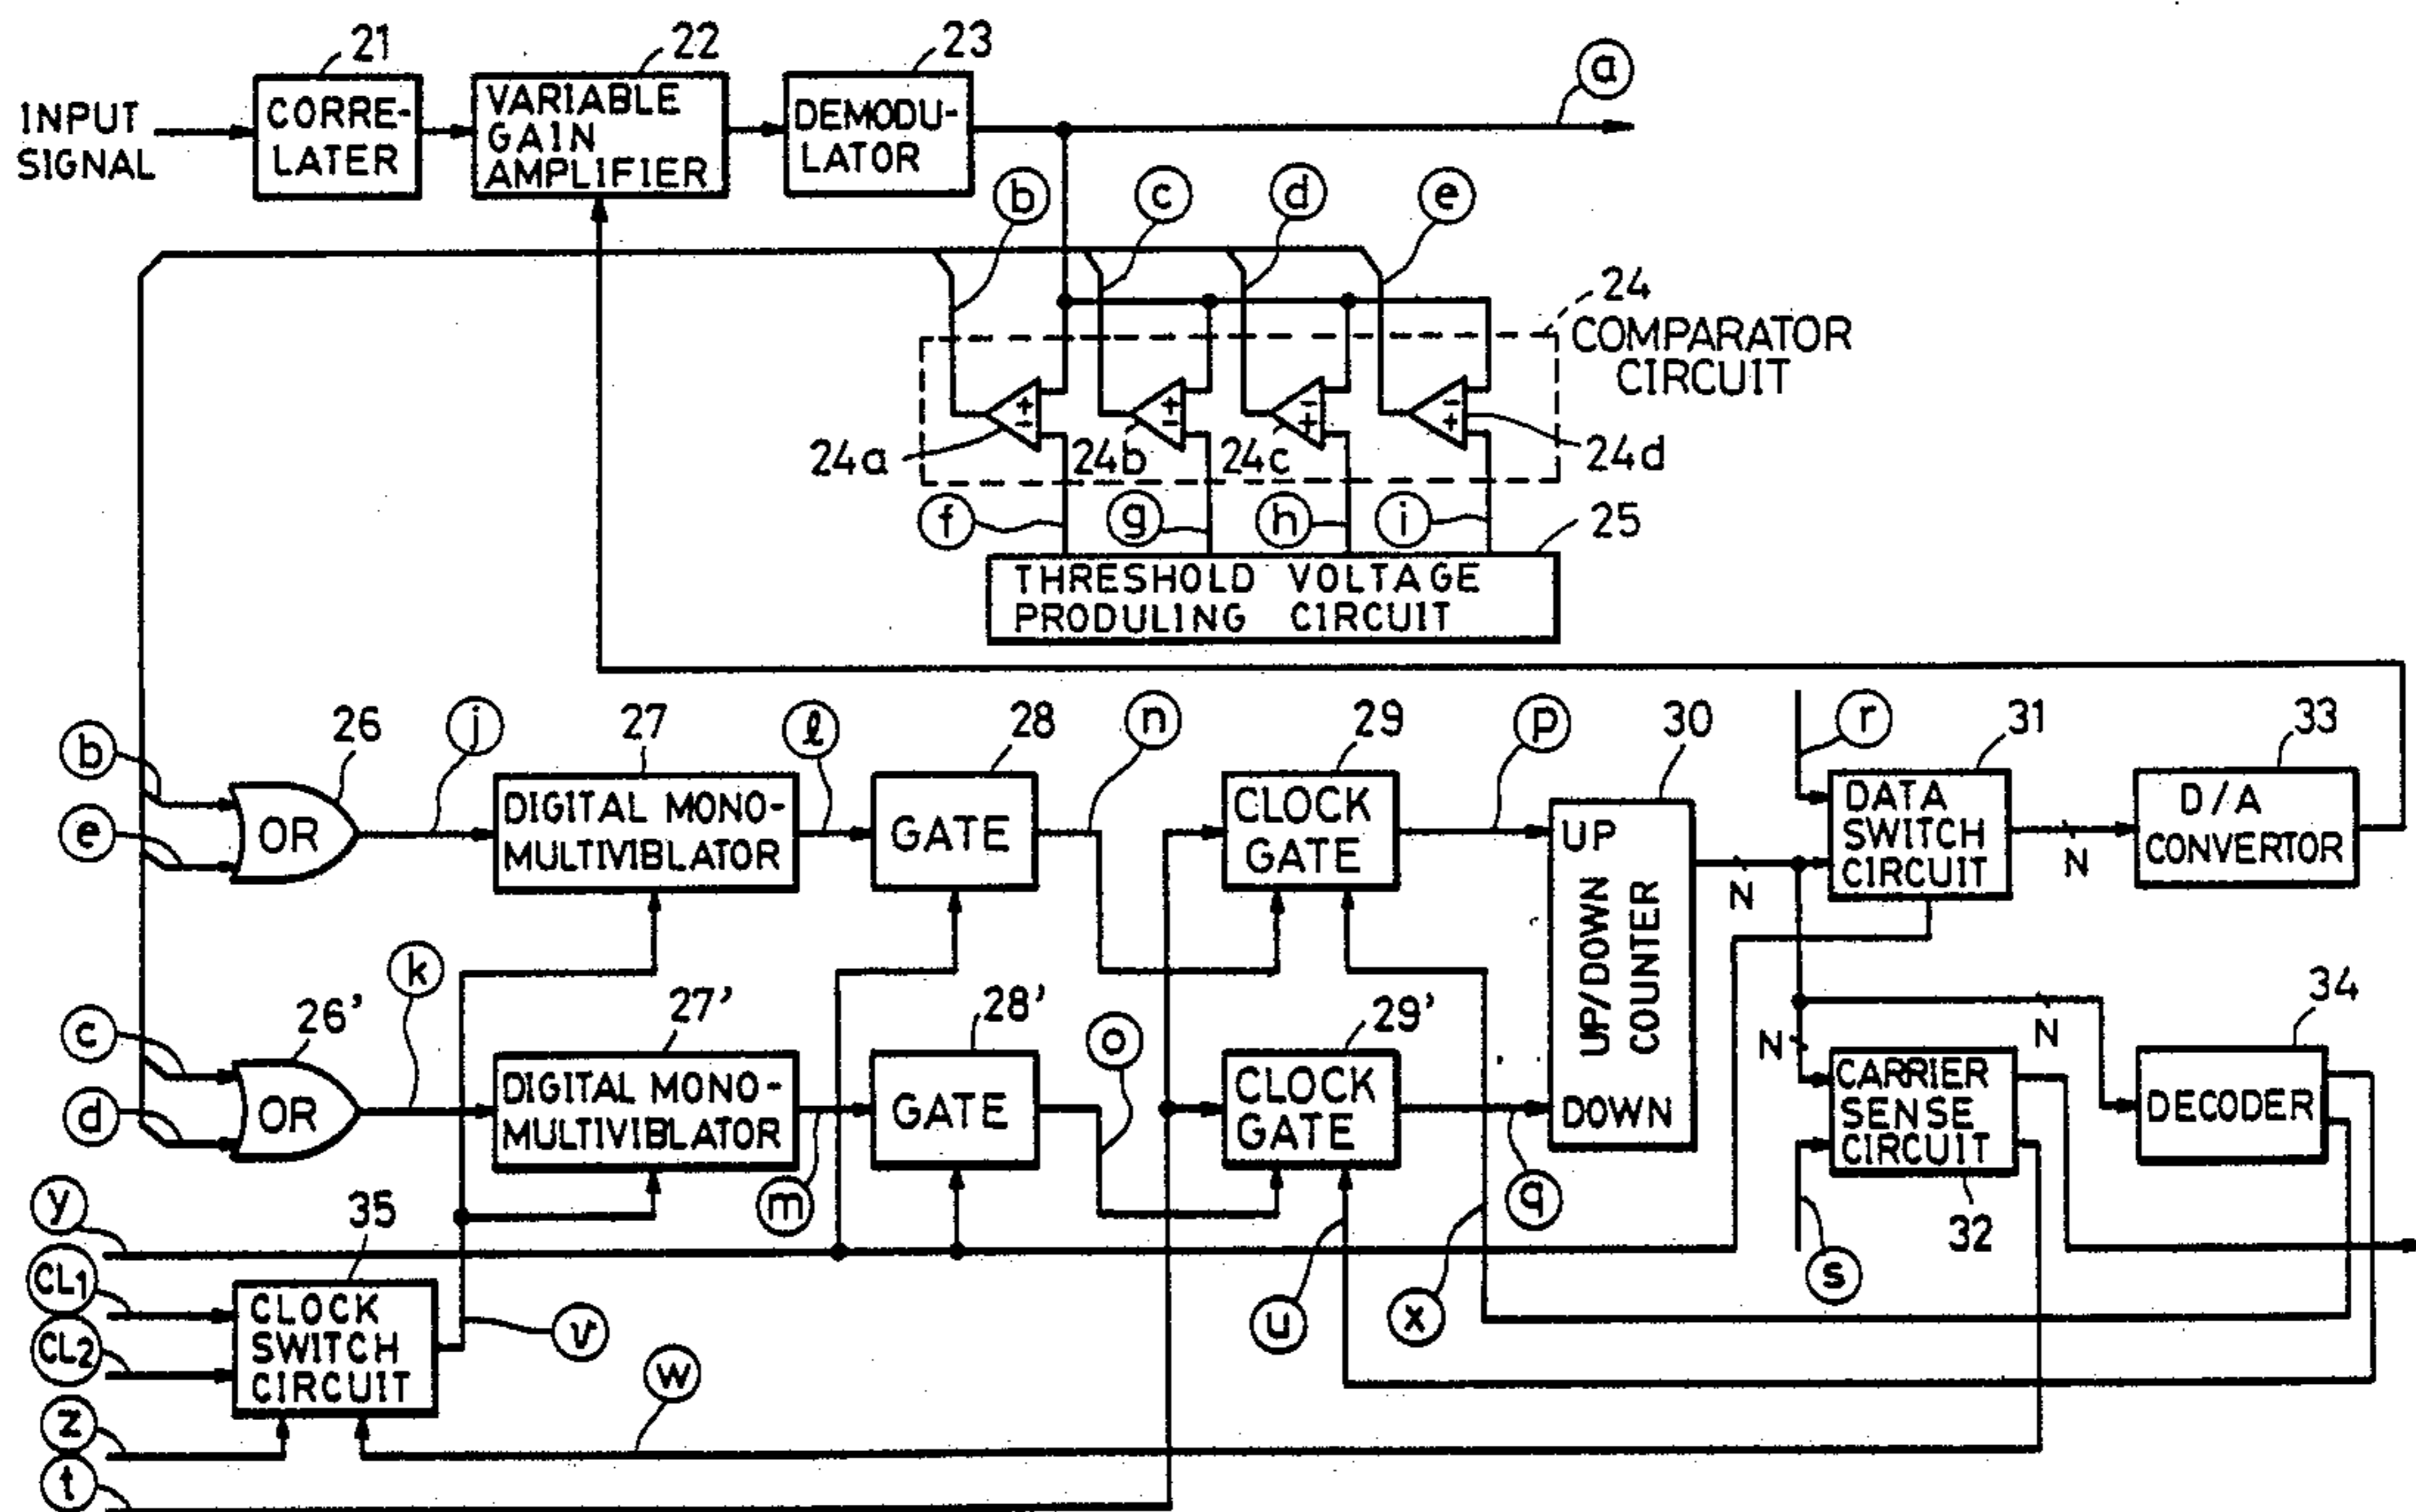 21
22
23
a
INPUT SIGNAL
CORRE-
LATER
VARIABLE
GAIN
AMPLIFIER
DEMODU-
LATOR
b
c
d
e
24
COMPARATOR
CIRCUIT
+
-
+
-
-
+
-
+
24a
24b
24c
24d
f
g
h
i
25
THRESHOLD VOLTAGE
PRODULING CIRCUIT
b
e
26
OR
j
27
DIGITAL MONO-
MULTIVIBLATOR
ℓ
28
GATE
n
29
CLOCK
GATE
p
30
UP
UP/DOWN
COUNTER
DOWN
N
r
31
DATA
SWITCH
CIRCUIT
N
33
D/A
CONVERTOR
c
d
26'
OR
k
27'
DIGITAL MONO-
MULTIVIBLATOR
m
28'
GATE
o
29'
CLOCK
GATE
q
N
N
CARRIER
SENSE
CIRCUIT
32
s
34
DECODER
y
CL1
CL2
z
t
35
CLOCK
SWITCH
CIRCUIT
v
w
u
x